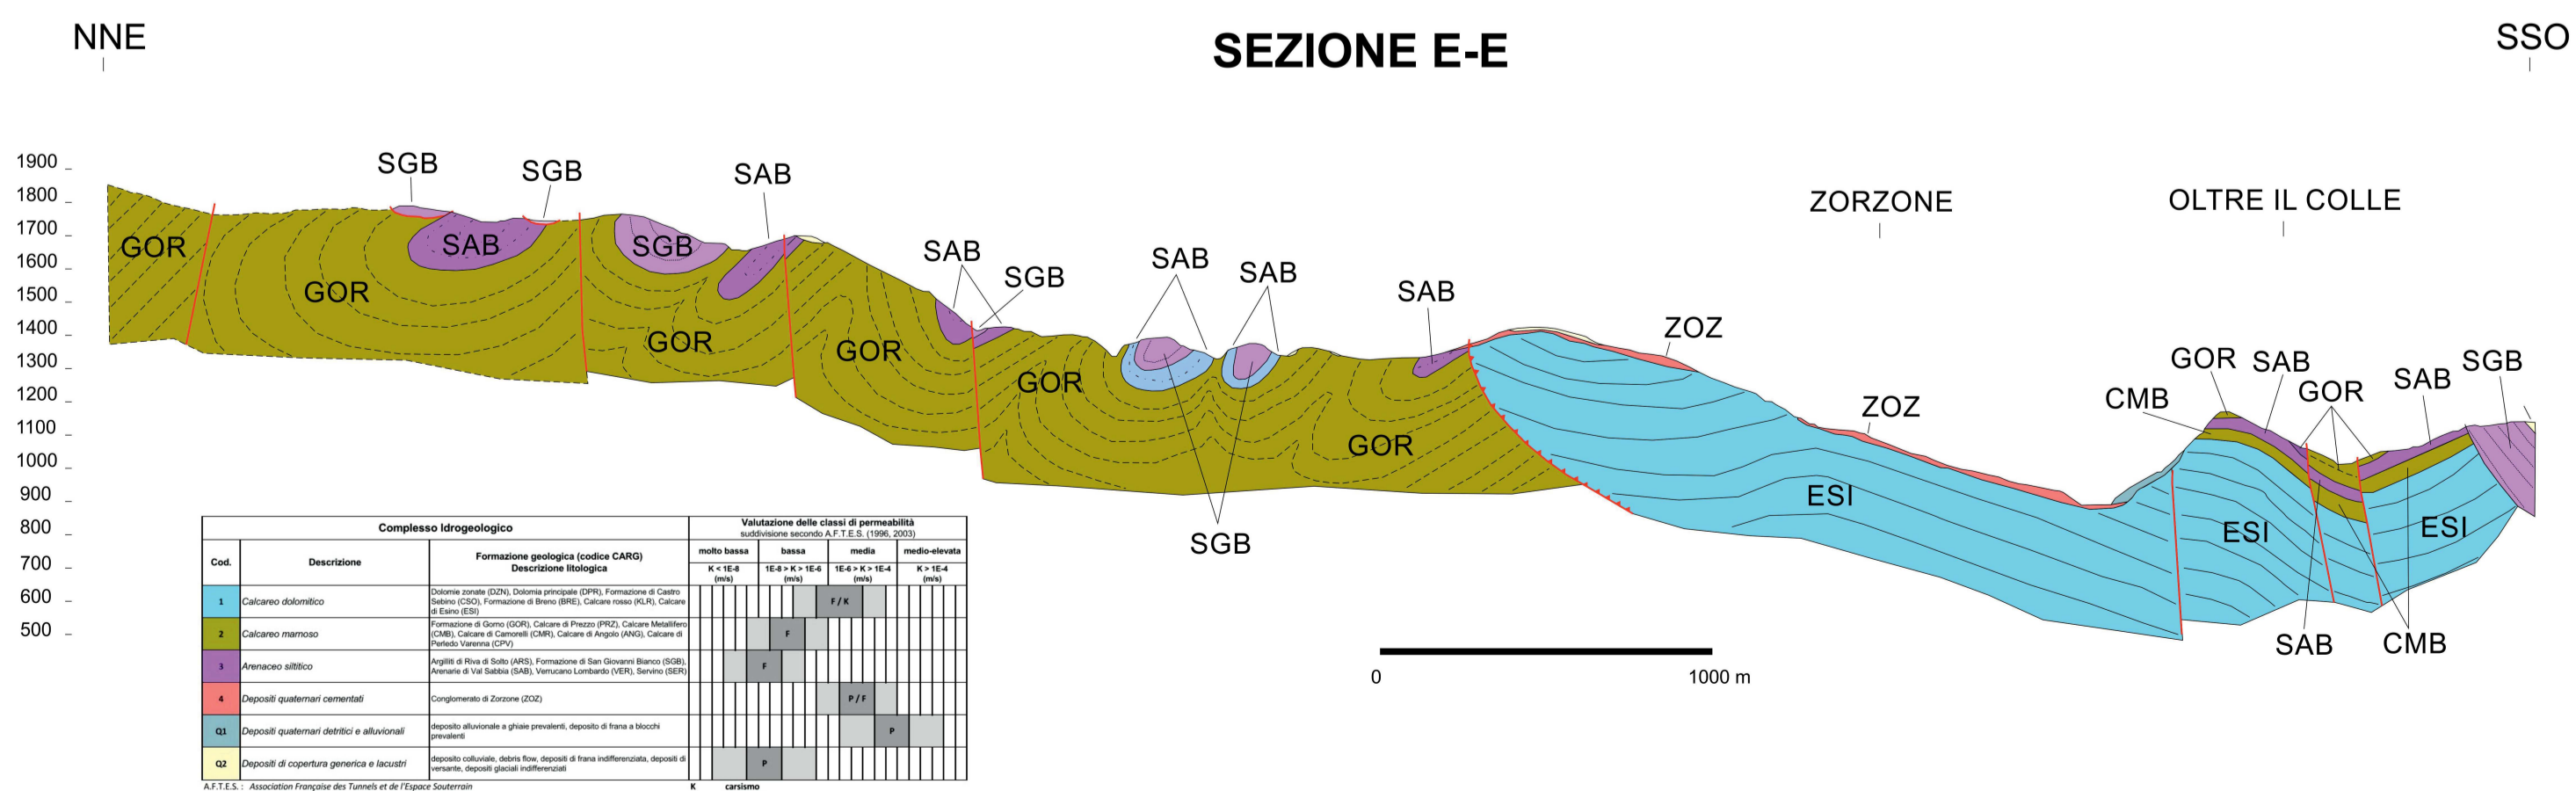 NNE
SEZIONE E-E
SSO
1900
1800
1700
1600
1500
1400
1300
1200
1100
1000
900
800
700
600
500
SGB
SGB
SAB
GOR
SAB
SGB
GOR
GOR
GOR
SAB
SGB
GOR
SAB
SAB
SGB
SAB
GOR
ZOZ
ZORZONE
OLTRE IL COLLE
ZOZ
ESI
CMB
GOR
SAB
GOR
SAB
SGB
ESI
ESI
SAB
CMB
0
1000 m
Complesso Idrogeologico
Valutazione delle classi di permeabilità
suddivisione secondo A.F.T.E.S. (1996, 2003)
Cod.
Descrizione
Formazione geologica (codice CARG)
Descrizione litologica
molto bassa
bassa
media
medio-elevata
K < 1E-8
(m/s)
1E-8 > K > 1E-6
(m/s)
1E-6 > K > 1E-4
(m/s)
K > 1E-4
(m/s)
1
Calcareo dolomitico
Dolomie zonate (DZN), Dolomia principale (DPR), Formazione di Castro
Sebino (CSO), Formazione di Breno (BRE), Calcare rosso (KLR), Calcare
di Esino (ESI)
F / K
2
Calcareo marnoso
Formazione di Gorno (GOR), Calcare di Prezzo (PRZ), Calcare Metallifero
(CMB), Calcare di Camorelli (CMR), Calcare di Angolo (ANG), Calcare di
Perledo Varenna (CPV)
F
3
Arenaceo siltitico
Argilliti di Riva di Solto (ARS), Formazione di San Giovanni Bianco (SGB),
Arenarie di Val Sabbia (SAB), Verrucano Lombardo (VER), Servino (SER)
F
4
Depositi quaternari cementati
Conglomerato di Zorzone (ZOZ)
P / F
Q1
Depositi quaternari detritici e alluvionali
deposito alluvionale a ghiaie prevalenti, deposito di frana a blocchi
prevalenti
P
Q2
Depositi di copertura generica e lacustri
deposito colluviale, debris flow, depositi di frana indifferenziata, depositi di
versante, depositi glaciali indifferenziati
P
A.F.T.E.S. : Association Française des Tunnels et de l'Espace Souterrain
K carsismo